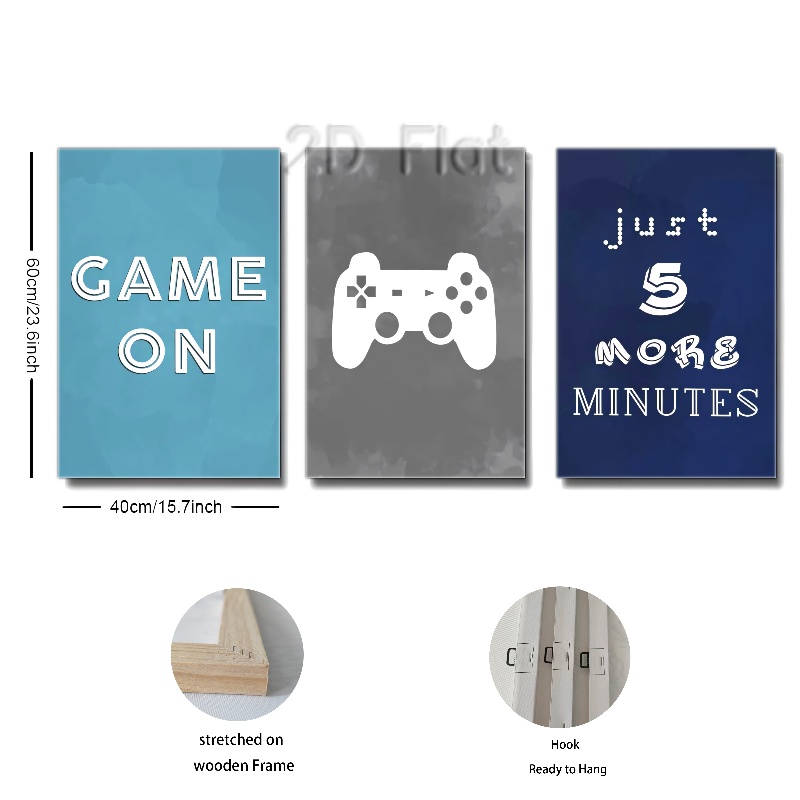 2D Flat
GAME
ON
just
5
MORE
MINUTES
60cm/23.6inch
40cm/15.7inch
stretched on
wooden Frame
Hook
Ready to Hang